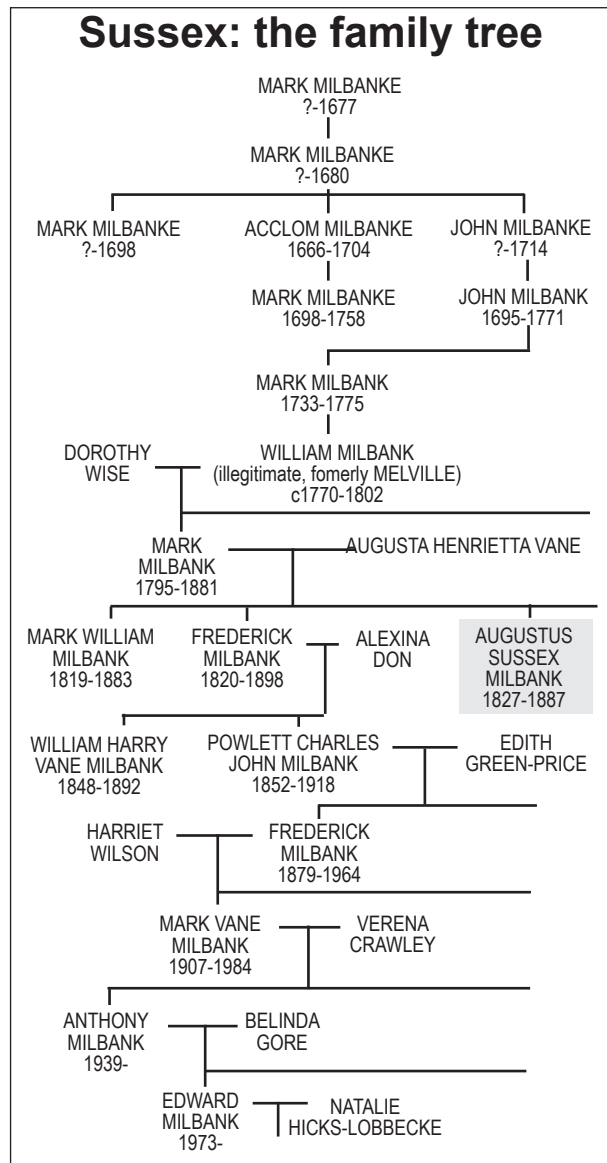 Sussex: the family tree
MARK MILBANKE
?-1677
MARK MILBANKE
?-1680
MARK MILBANKE
?-1698
ACCLOM MILBANKE
1666-1704
JOHN MILBANKE
?-1714
MARK MILBANKE
1698-1758
JOHN MILBANK
1695-1771
MARK MILBANK
1733-1775
DOROTHY
WISE
WILLIAM MILBANK
(illegitimate, fomerly MELVILLE)
c1770-1802
MARK
MILBANK
1795-1881
AUGUSTA HENRIETTA VANE
MARK WILLIAM
MILBANK
1819-1883
FREDERICK
MILBANK
1820-1898
ALEXINA
DON
AUGUSTUS
SUSSEX
MILBANK
1827-1887
WILLIAM HARRY
VANE MILBANK
1848-1892
POWLETT CHARLES
JOHN MILBANK
1852-1918
EDITH
GREEN-PRICE
HARRIET
WILSON
FREDERICK
MILBANK
1879-1964
MARK VANE
MILBANK
1907-1984
VERENA
CRAWLEY
ANTHONY
MILBANK
1939-
BELINDA
GORE
EDWARD
MILBANK
1973-
NATALIE
HICKS-LOBBECKE